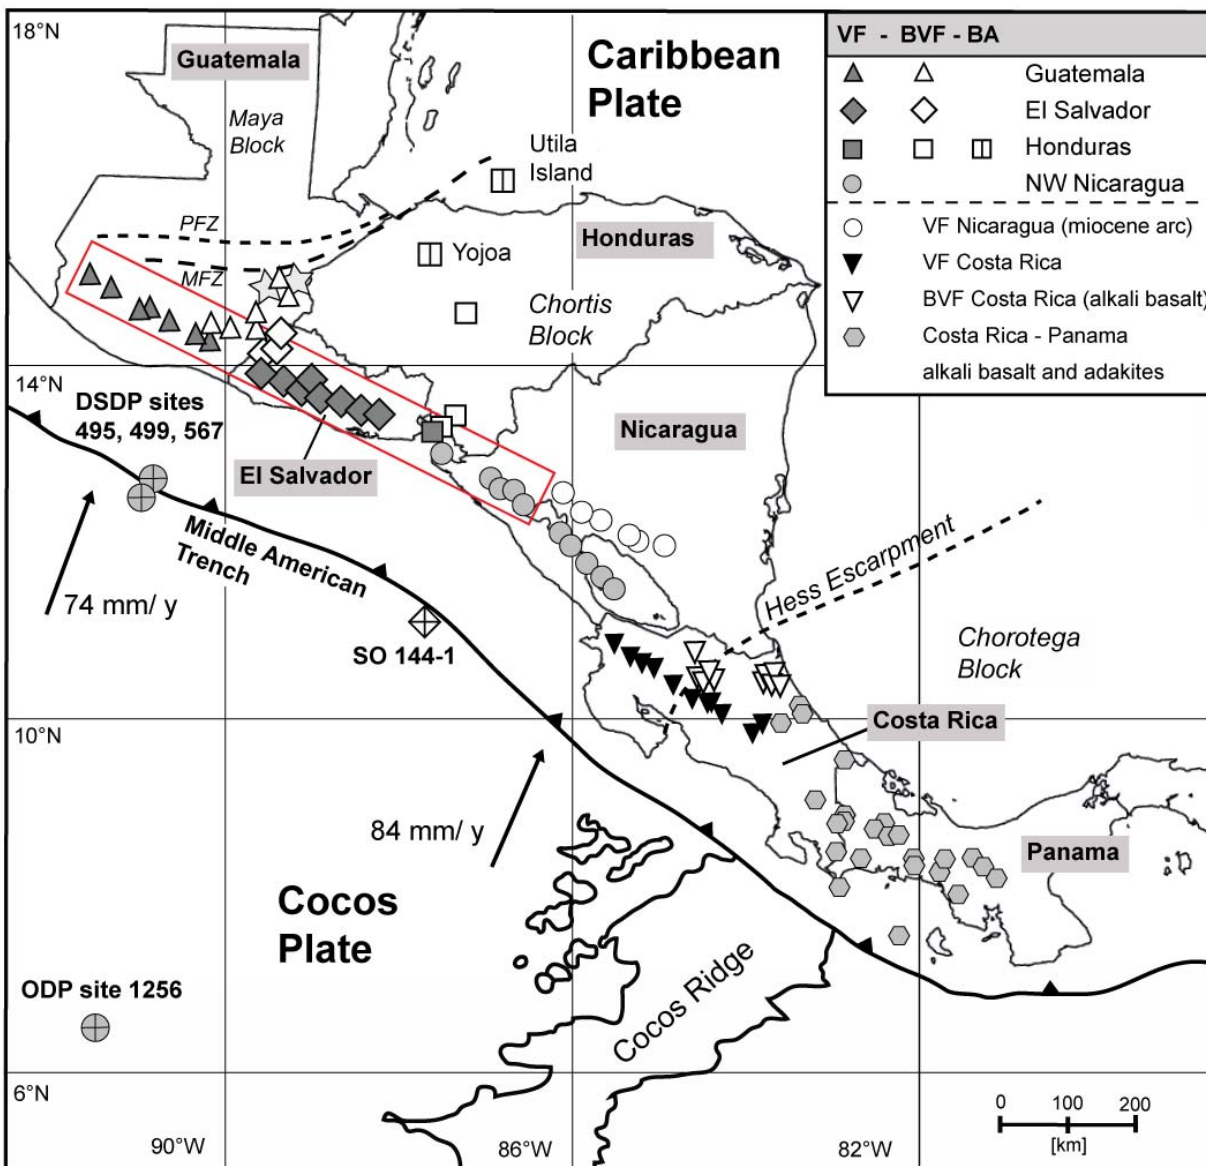 18°N
Guatemala
Caribbean
Plate
Maya
Block
Utila
Island
PFZ
MFZ
Yojoa
Honduras
Chortis
Block
VF - BVF - BA
Guatemala
El Salvador
Honduras
NW Nicaragua
VF Nicaragua (miocene arc)
VF Costa Rica
BVF Costa Rica (alkali basalt)
Costa Rica - Panama
alkali basalt and adakites
14°N
DSDP sites
495, 499, 567
El Salvador
Nicaragua
Middle American
Trench
74 mm/ y
SO 144-1
Hess Escarpment
Chorotega
Block
10°N
Costa Rica
84 mm/ y
Panama
Cocos
Plate
Cocos Ridge
ODP site 1256
6°N
90°W
86°W
82°W
0 100 200
[km]